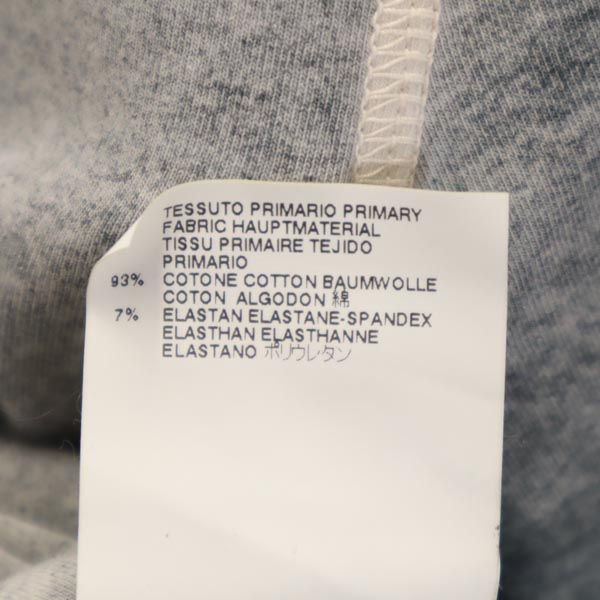 TESSUTO PRIMARIO PRIMARY
FABRIC HAUPTMATERIAL
TISSU PRIMAIRE TEJIDO
PRIMARIO
93% COTONE COTTON BAUMWOLLE
COTON ALGODON 綿
7% ELASTAN ELASTANE-SPANDEX
ELASTHAN ELASTHANNE
ELASTANO ポリウレタン